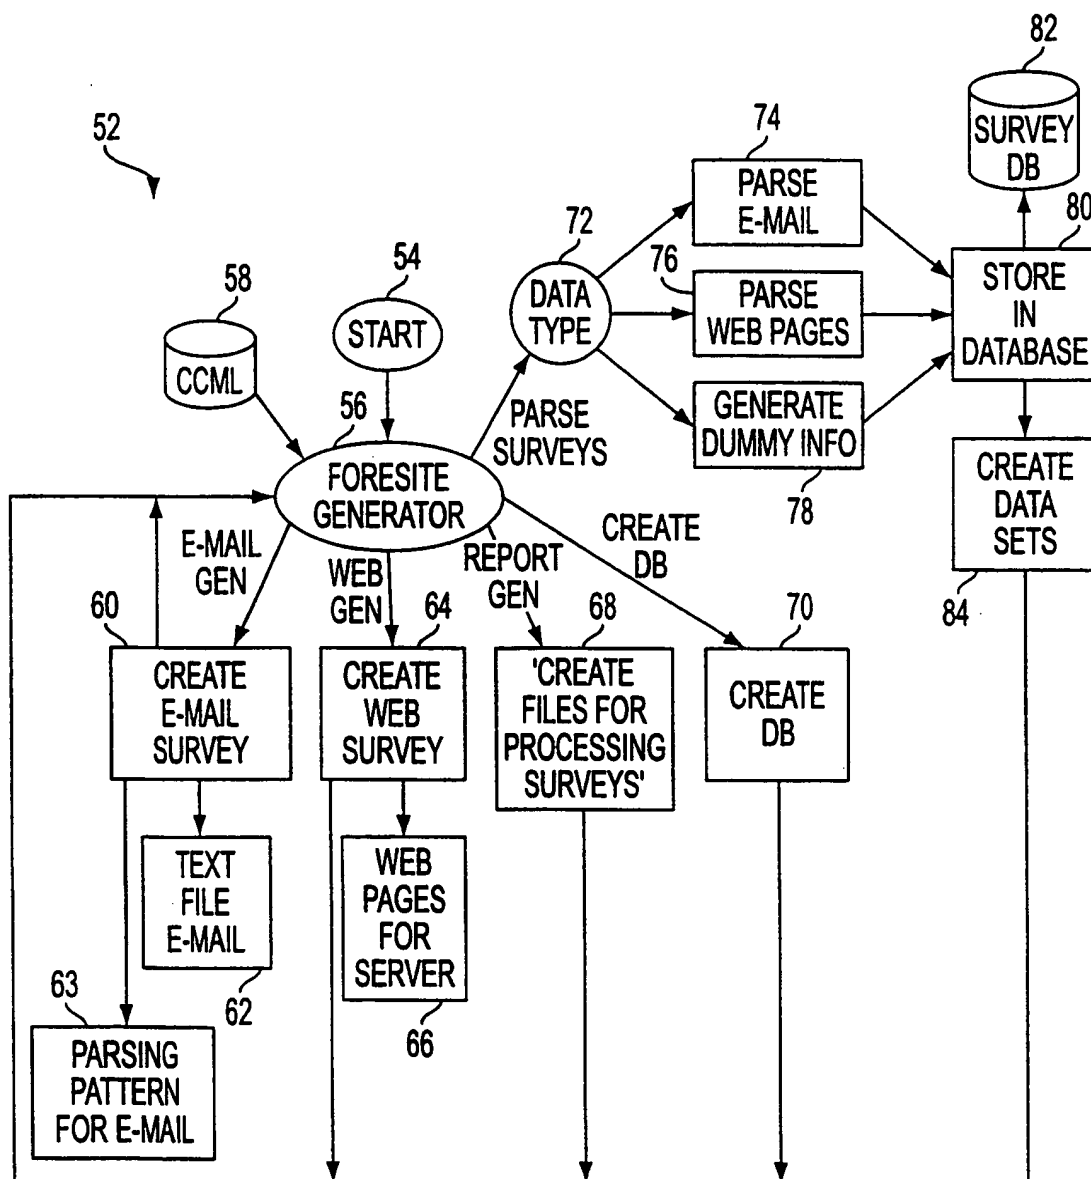 82
SURVEY
DB
52
74
PARSE
E-MAIL
80
72
54
76
STORE
IN
DATABASE
58
DATA
TYPE
PARSE
WEB PAGES
START
CCML
56
PARSE
SURVEYS
GENERATE
DUMMY INFO
FORESITE
GENERATOR
78
CREATE
DATA
SETS
84
E-MAIL
GEN
WEB
GEN
REPORT
GEN
CREATE
DB
60
CREATE
E-MAIL
SURVEY
64
CREATE
WEB
SURVEY
68
'CREATE
FILES FOR
PROCESSING
SURVEYS'
70
CREATE
DB
TEXT
FILE
E-MAIL
62
WEB
PAGES
FOR
SERVER
66
63
PARSING
PATTERN
FOR E-MAIL